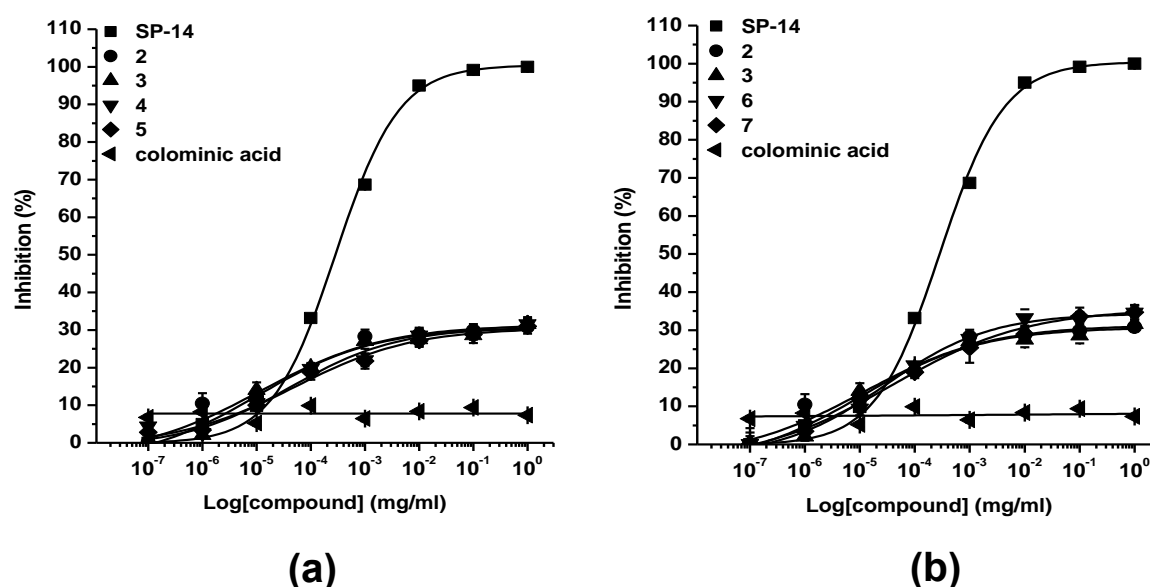 110
100
90
80
70
60
50
40
30
20
10
0
Inhibition (%)
SP-14
2
3
4
5
colominic acid
10⁻⁷ 10⁻⁶ 10⁻⁵ 10⁻⁴ 10⁻³ 10⁻² 10⁻¹ 10⁰
Log[compound] (mg/ml)
(a)
110
100
90
80
70
60
50
40
30
20
10
0
Inhibition (%)
SP-14
2
3
6
7
colominic acid
10⁻⁷ 10⁻⁶ 10⁻⁵ 10⁻⁴ 10⁻³ 10⁻² 10⁻¹ 10⁰
Log[compound] (mg/ml)
(b)